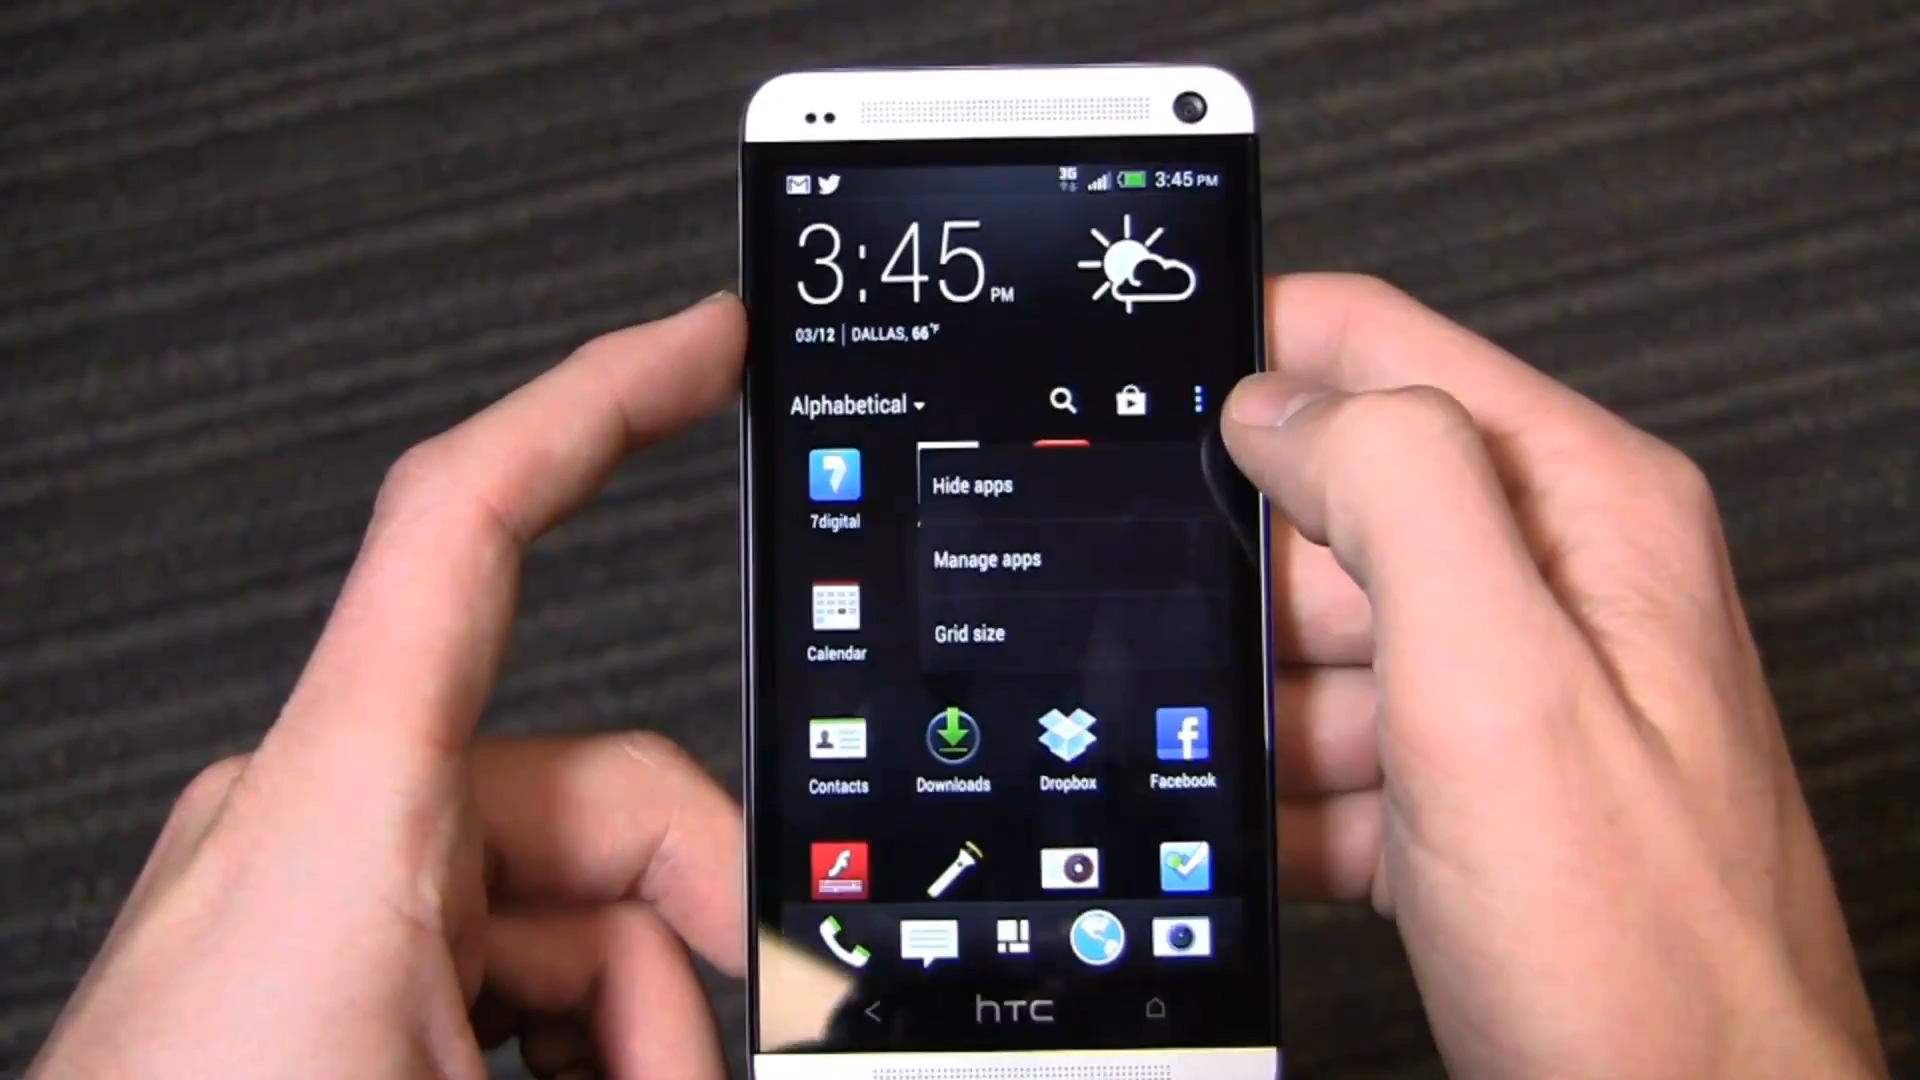 3G 3:45 PM
3:45 PM
03/12 | DALLAS, 66°F
Alphabetical
7digital
Hide apps
Manage apps
Calendar
Grid size
Contacts Downloads Dropbox Facebook
hTC